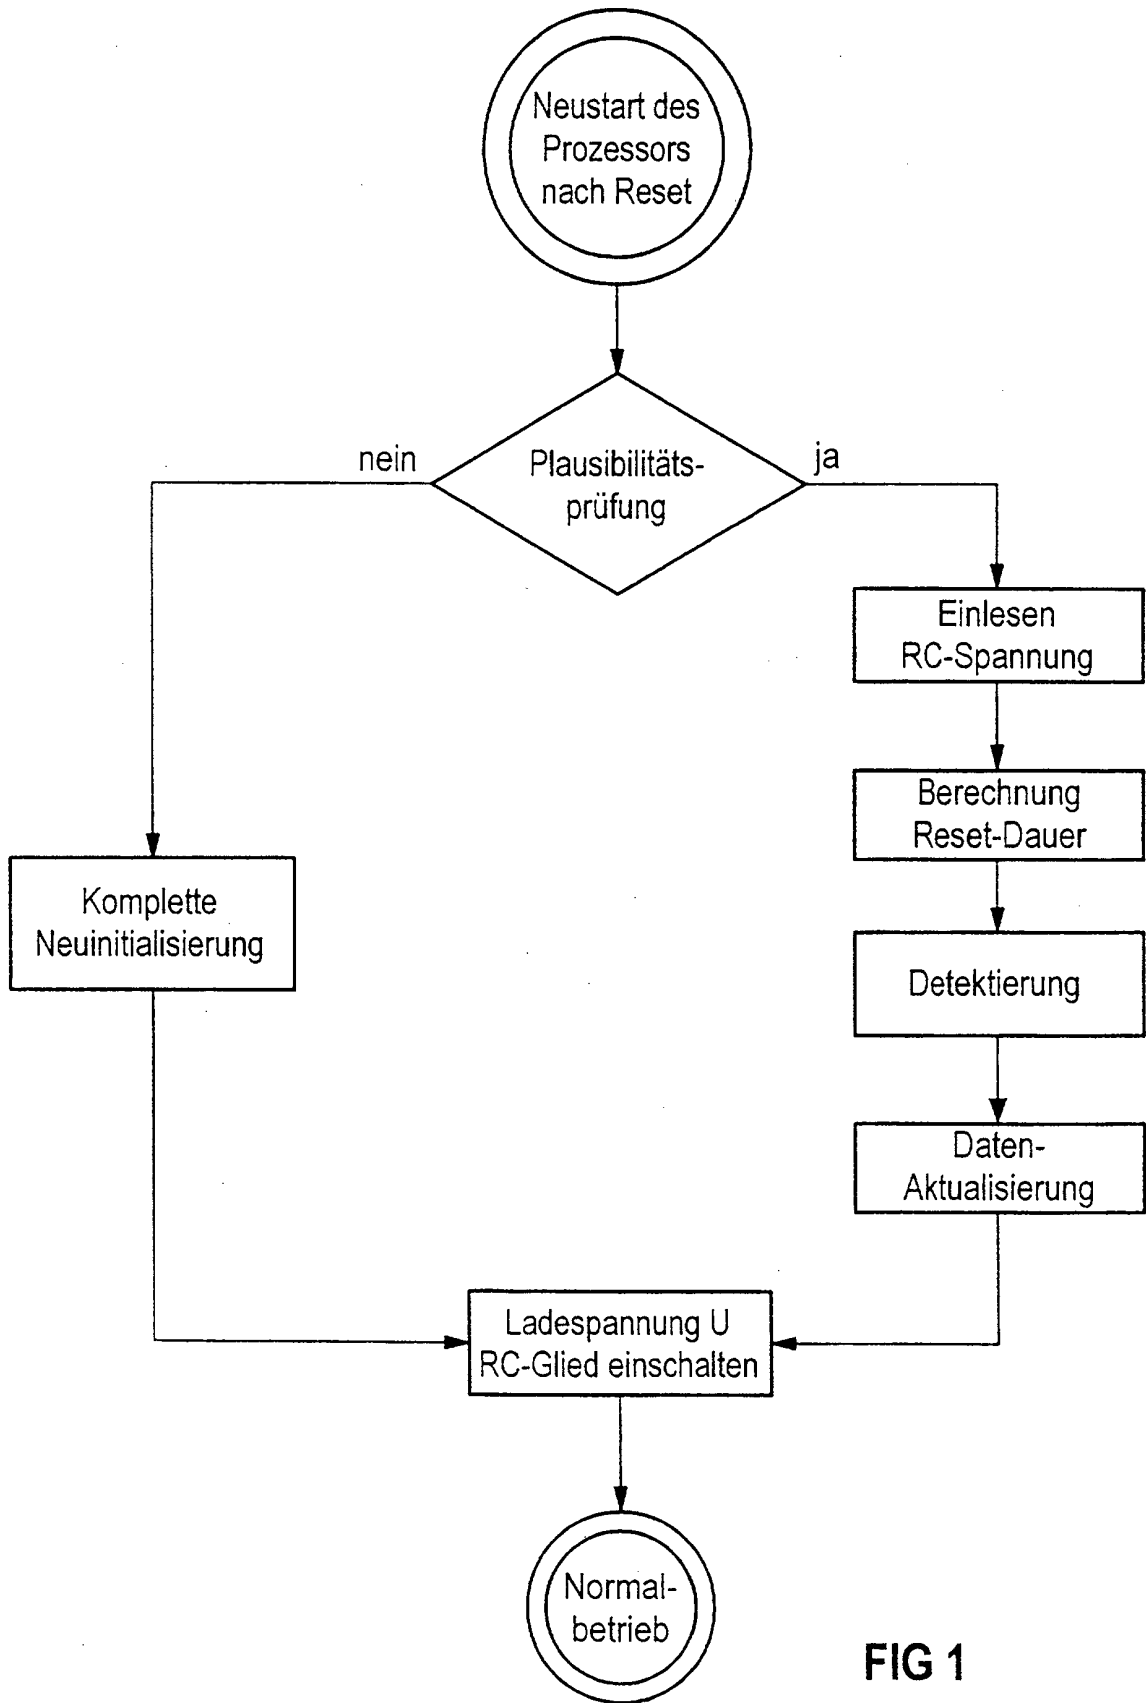 Neustart des
Prozessors
nach Reset
nein
Plausibilitäts-
prüfung
ja
Einlesen
RC-Spannung
Berechnung
Reset-Dauer
Komplette
Neuinitialisierung
Detektierung
Daten-
Aktualisierung
Ladespannung U
RC-Glied einschalten
Normal-
betrieb
FIG 1